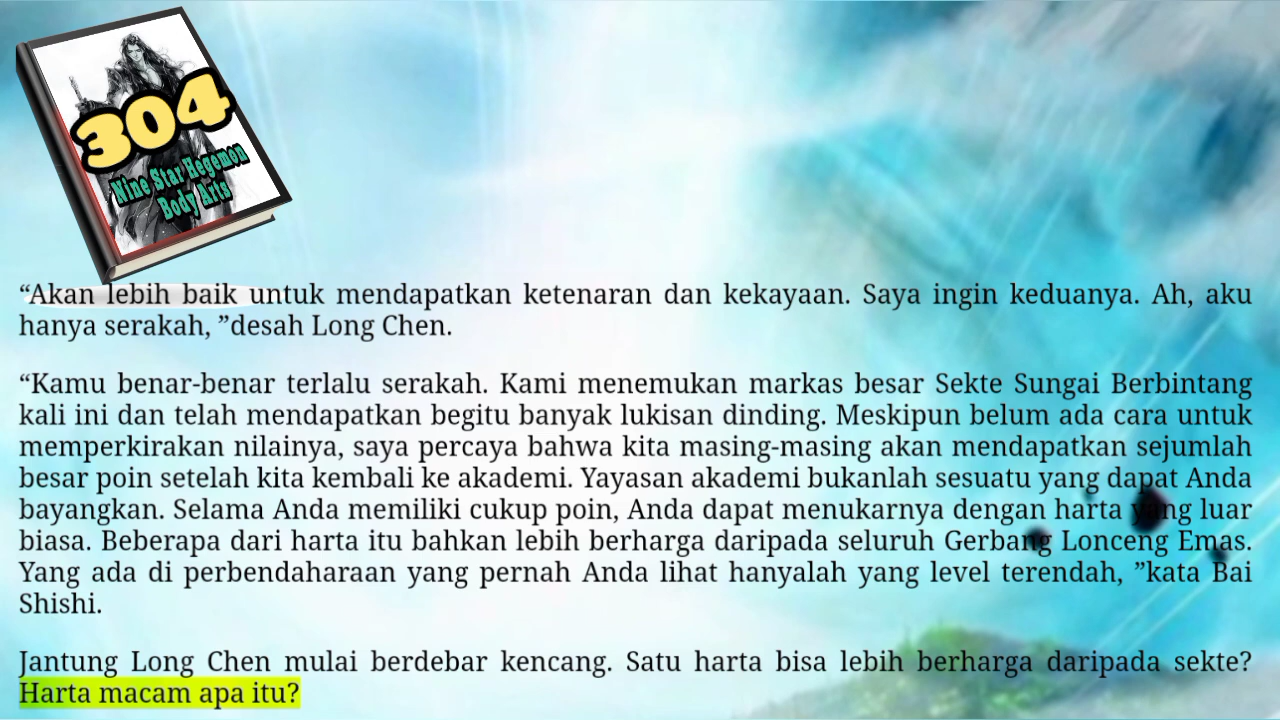 304
Nine Star Hegemon
Body Arts
“Akan lebih baik untuk mendapatkan ketenaran dan kekayaan. Saya ingin keduanya. Ah, aku
hanya serakah, ”desah Long Chen.
“Kamu benar-benar terlalu serakah. Kami menemukan markas besar Sekte Sungai Berbintang
kali ini dan telah mendapatkan begitu banyak lukisan dinding. Meskipun belum ada cara untuk
memperkirakan nilainya, saya percaya bahwa kita masing-masing akan mendapatkan sejumlah
besar poin setelah kita kembali ke akademi. Yayasan akademi bukanlah sesuatu yang dapat Anda
bayangkan. Selama Anda memiliki cukup poin, Anda dapat menukarnya dengan harta yang luar
biasa. Beberapa dari harta itu bahkan lebih berharga daripada seluruh Gerbang Lonceng Emas.
Yang ada di perbendaharaan yang pernah Anda lihat hanyalah yang level terendah, ”kata Bai
Shishi.
Jantung Long Chen mulai berdebar kencang. Satu harta bisa lebih berharga daripada sekte?
Harta macam apa itu?